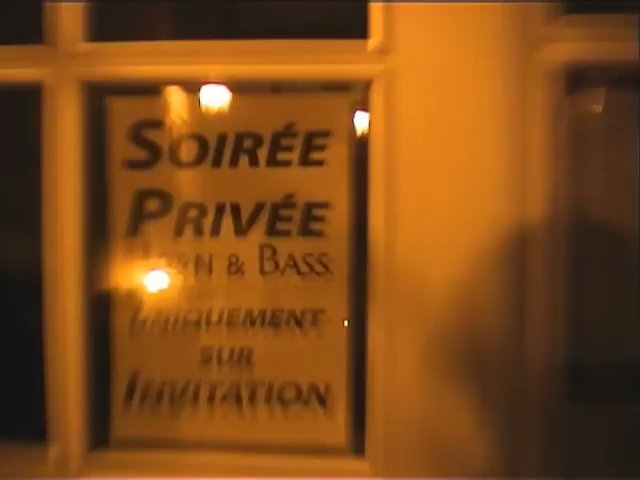 SOIRÉE
PRIVÉE
& BASS
UNIQUEMENT
SUR
INVITATION